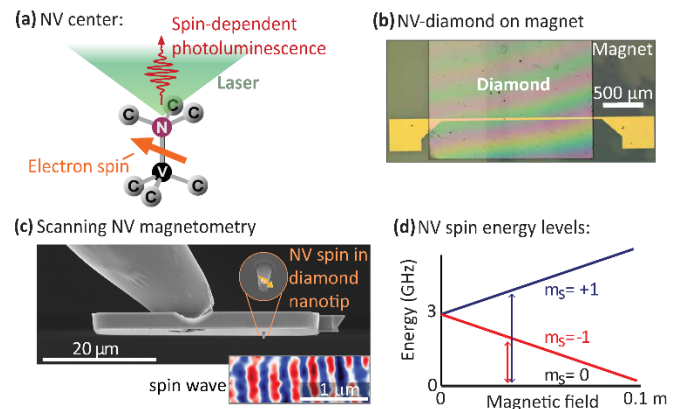 (a) NV center:
Spin-dependent
photoluminescence
Laser
C
C
C
N
Electron spin
V
C
C
C
(b) NV-diamond on magnet
Magnet
Diamond
500 μm
(c) Scanning NV magnetometry
NV spin in
diamond
nanotip
20 μm
spin wave
1 μm
(d) NV spin energy levels:
Energy (GHz)
3
0
mS= +1
mS= -1
mS= 0
Magnetic field
0.1 m